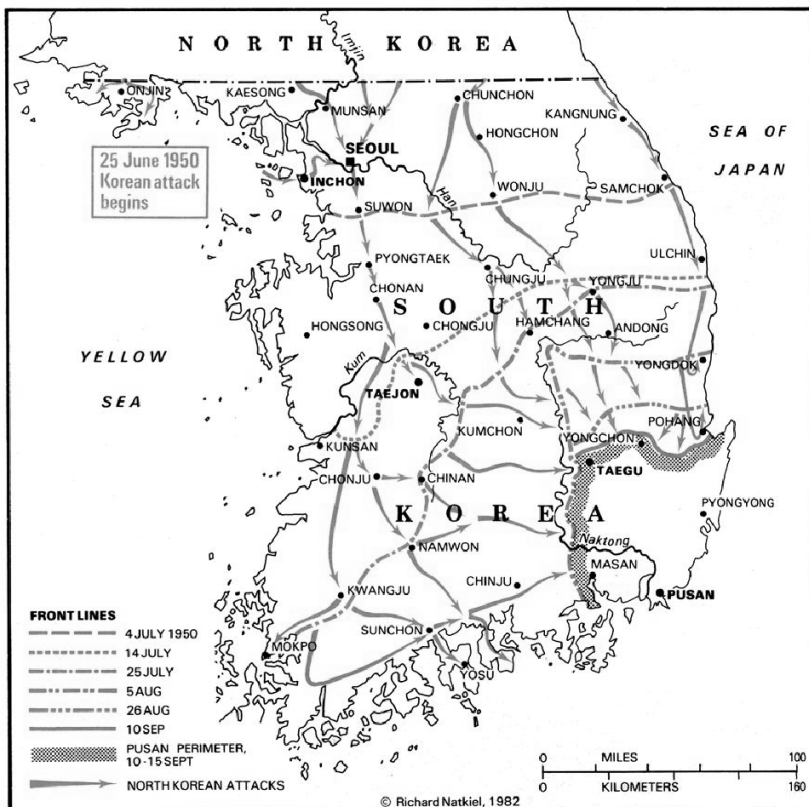 NORTH KOREA
Imjin
ONJIN
KAESONG
MUNSAN
CHUNCHON
KANGNUNG
HONGCHON
SEA OF
JAPAN
25 June 1950
Korean attack
begins
SEOUL
INCHON
Han
WONJU
SAMCHOK
SUWON
ULCHIN
PYONGTAEK
CHUNGJU
YONGJU
CHONAN
SOUTH
HONGSONG
CHONGJU
HAMCHANG
ANDONG
YELLOW
SEA
Kum
YONGDOK
TAEJON
KUMCHON
POHANG
KUNSAN
YONGCHON
CHONJU
CHINAN
TAEGU
KOREA
PYONGYONG
Naktong
NAMWON
MASAN
KWANGJU
CHINJU
PUSAN
SUNCHON
MOKPO
YOSU
FRONT LINES
4 JULY 1950
14 JULY
25 JULY
5 AUG
26 AUG
10 SEP
PUSAN PERIMETER,
10-15 SEPT
NORTH KOREAN ATTACKS
0 MILES 100
0 KILOMETERS 160
© Richard Natkiel, 1982